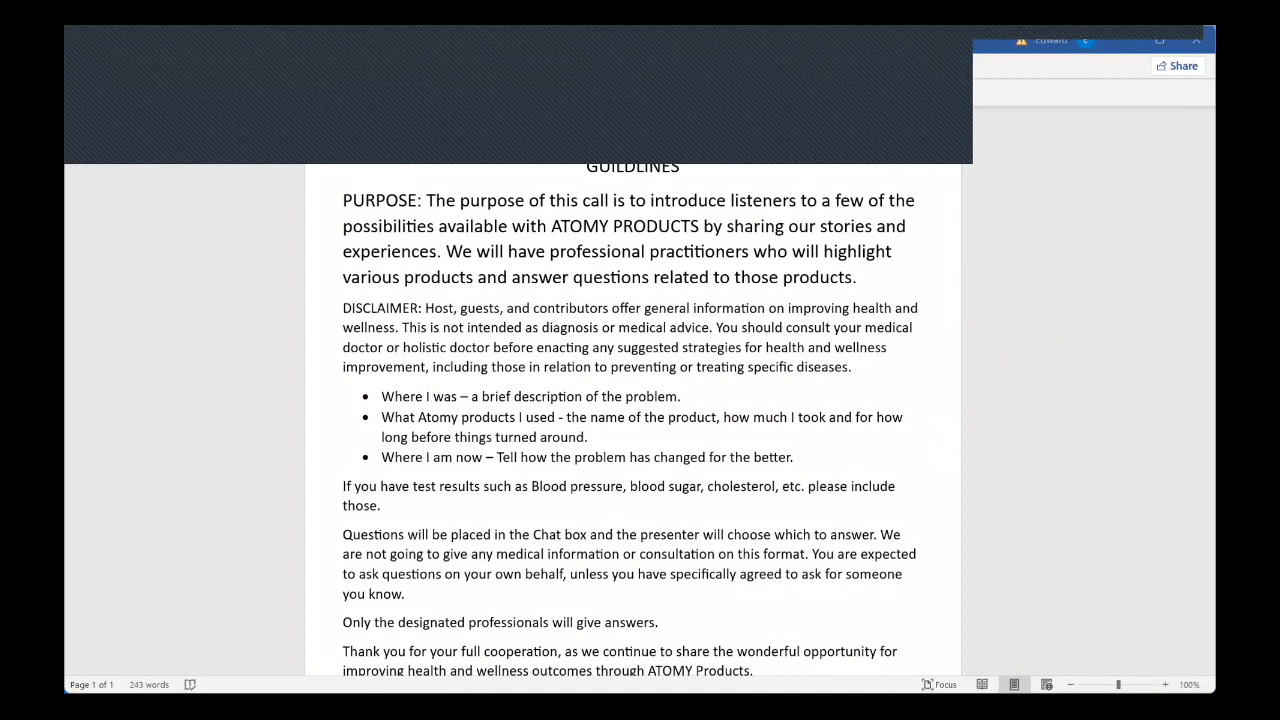 Edward
Share
GUILDLINES
PURPOSE: The purpose of this call is to introduce listeners to a few of the
possibilities available with ATOMY PRODUCTS by sharing our stories and
experiences. We will have professional practitioners who will highlight
various products and answer questions related to those products.
DISCLAIMER: Host, guests, and contributors offer general information on improving health and
wellness. This is not intended as diagnosis or medical advice. You should consult your medical
doctor or holistic doctor before enacting any suggested strategies for health and wellness
improvement, including those in relation to preventing or treating specific diseases.
• Where I was – a brief description of the problem.
• What Atomy products I used - the name of the product, how much I took and for how
long before things turned around.
• Where I am now – Tell how the problem has changed for the better.
If you have test results such as Blood pressure, blood sugar, cholesterol, etc. please include
those.
Questions will be placed in the Chat box and the presenter will choose which to answer. We
are not going to give any medical information or consultation on this format. You are expected
to ask questions on your own behalf, unless you have specifically agreed to ask for someone
you know.
Only the designated professionals will give answers.
Thank you for your full cooperation, as we continue to share the wonderful opportunity for
improving health and wellness outcomes through ATOMY Products.
Page 1 of 1 243 words Focus 100%